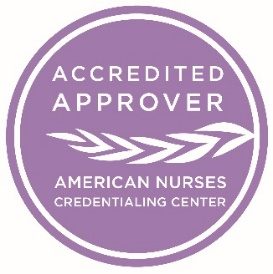 ACCREDITED
APPROVER
AMERICAN NURSES
CREDENTIALING CENTER